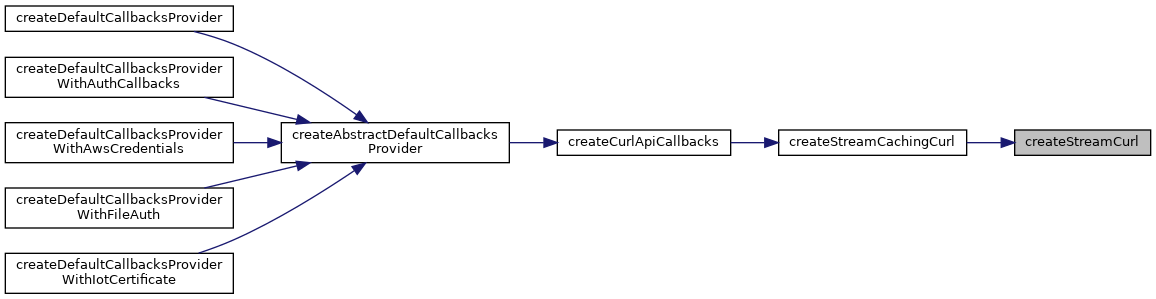 createDefaultCallbacksProvider
createDefaultCallbacksProvider
WithAuthCallbacks
createDefaultCallbacksProvider
WithAwsCredentials
createDefaultCallbacksProvider
WithFileAuth
createDefaultCallbacksProvider
WithIotCertificate
createAbstractDefaultCallbacks
Provider
createCurlApiCallbacks
createStreamCachingCurl
createStreamCurl